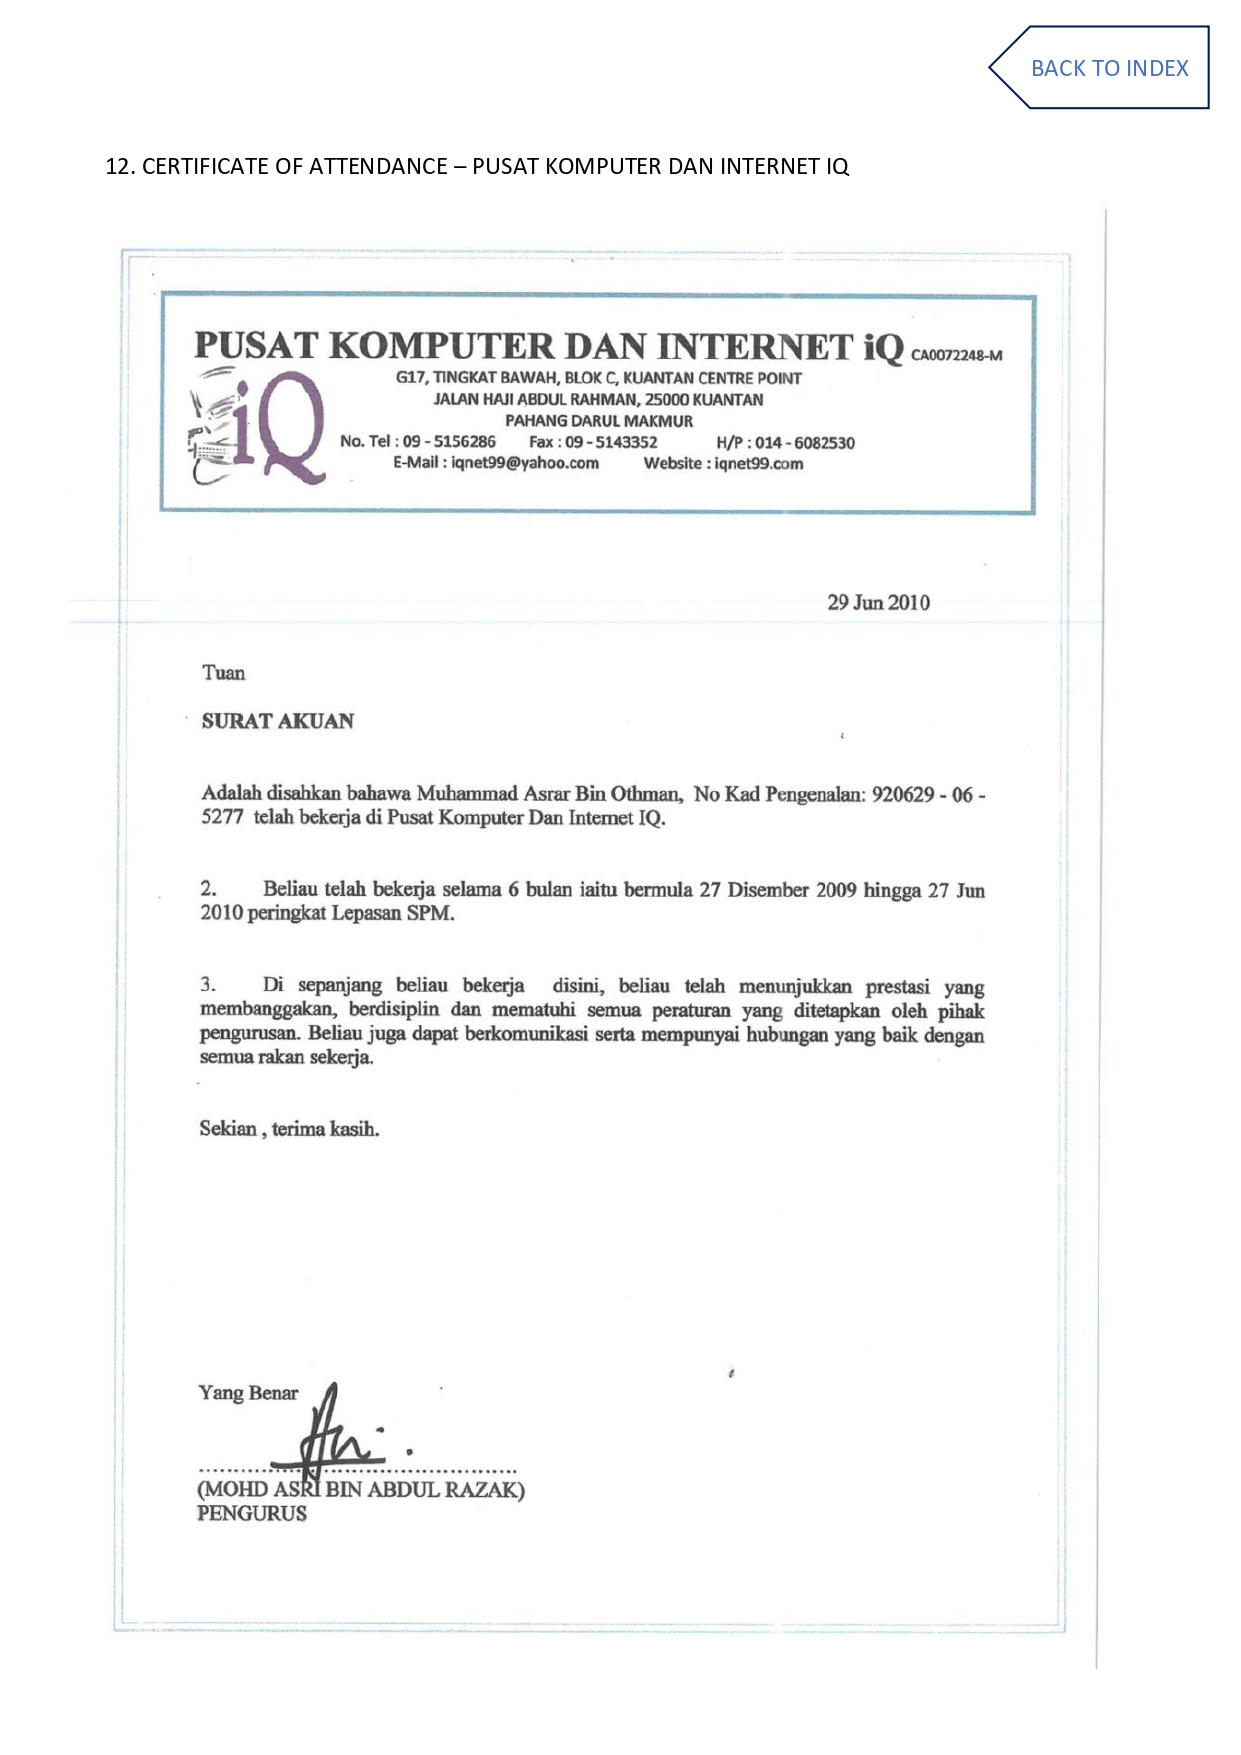 BACK TO INDEX
12. CERTIFICATE OF ATTENDANCE – PUSAT KOMPUTER DAN INTERNET IQ
PUSAT KOMPUTER DAN INTERNET iQ CA0072248-M
iQ
G17, TINGKAT BAWAH, BLOK C, KUANTAN CENTRE POINT
JALAN HAJI ABDUL RAHMAN, 25000 KUANTAN
PAHANG DARUL MAKMUR
No. Tel : 09 - 5156286 Fax : 09 - 5143352 H/P : 014 - 6082530
E-Mail : iqnet99@yahoo.com Website : iqnet99.com
29 Jun 2010
Tuan
SURAT AKUAN
Adalah disahkan bahawa Muhammad Asrar Bin Othman, No Kad Pengenalan: 920629 - 06 -
5277 telah bekerja di Pusat Komputer Dan Internet IQ.
2. Beliau telah bekerja selama 6 bulan iaitu bermula 27 Disember 2009 hingga 27 Jun
2010 peringkat Lepasan SPM.
3. Di sepanjang beliau bekerja disini, beliau telah menunjukkan prestasi yang
membanggakan, berdisiplin dan mematuhi semua peraturan yang ditetapkan oleh pihak
pengurusan. Beliau juga dapat berkomunikasi serta mempunyai hubungan yang baik dengan
semua rakan sekerja.
Sekian , terima kasih.
Yang Benar
(MOHD ASRI BIN ABDUL RAZAK)
PENGURUS